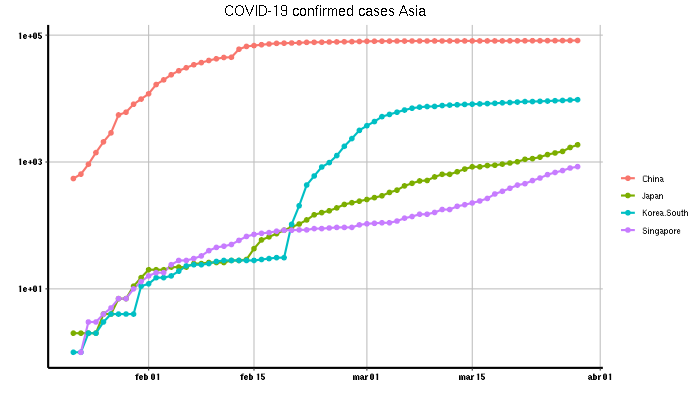 COVID-19 confirmed cases Asia
1e+05
1e+03
1e+01
feb 01
feb 15
mar 01
mar 15
abr 01
China
Japan
Korea.South
Singapore